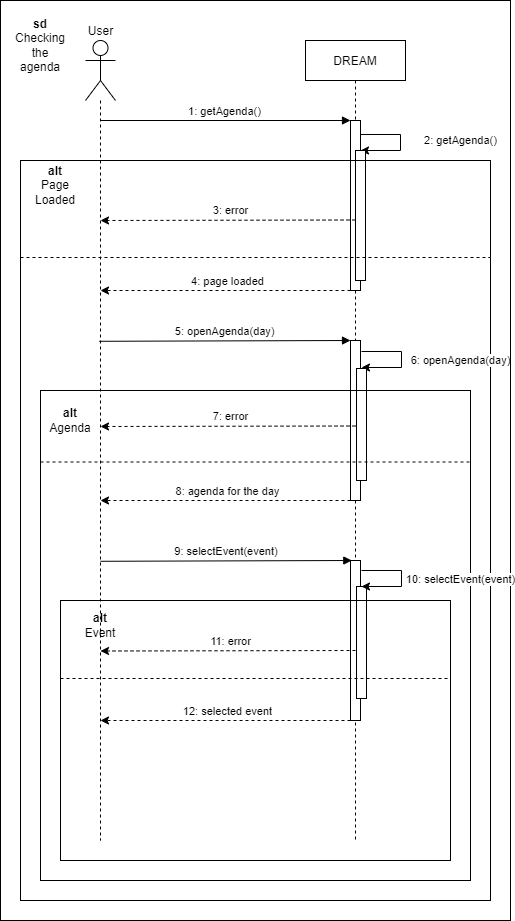 sd
Checking
the
agenda
User
DREAM
1: getAgenda()
2: getAgenda()
alt
Page
Loaded
3: error
4: page loaded
5: openAgenda(day)
6: openAgenda(day)
alt
Agenda
7: error
8: agenda for the day
9: selectEvent(event)
10: selectEvent(event)
alt
Event
11: error
12: selected event